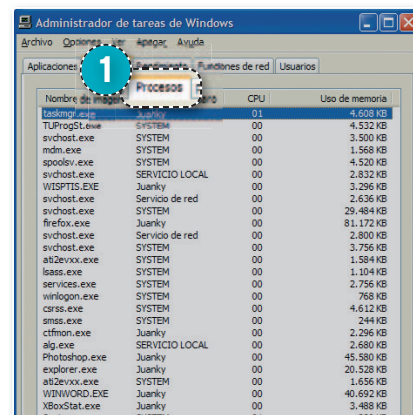 Administrador de tareas de Windows
Archivo Opciones Ver Apagar Ayuda
Aplicaciones Rendimiento Funciones de red Usuarios
1
Procesos
Nombre de imagen CPU Uso de memoria
taskmgr.exe Juanky 01 4.608 KB
TUProgSt.exe SYSTEM 00 4.532 KB
svchost.exe SYSTEM 00 3.500 KB
mdm.exe SYSTEM 00 1.568 KB
spoolsv.exe SYSTEM 00 4.520 KB
svchost.exe SERVICIO LOCAL 00 2.832 KB
WISPTIS.EXE Juanky 00 3.296 KB
svchost.exe Servicio de red 00 2.636 KB
svchost.exe SYSTEM 00 29.484 KB
firefox.exe Juanky 00 81.172 KB
svchost.exe Servicio de red 00 2.800 KB
svchost.exe SYSTEM 00 3.756 KB
ati2evxx.exe SYSTEM 00 1.584 KB
lsass.exe SYSTEM 00 1.104 KB
services.exe SYSTEM 00 2.756 KB
winlogon.exe SYSTEM 00 768 KB
csrss.exe SYSTEM 00 4.612 KB
smss.exe SYSTEM 00 244 KB
ctfmon.exe Juanky 00 2.296 KB
alg.exe SERVICIO LOCAL 00 2.680 KB
Photoshop.exe Juanky 00 45.580 KB
explorer.exe Juanky 00 20.528 KB
ati2evxx.exe SYSTEM 00 1.656 KB
WINWORD.EXE Juanky 00 40.692 KB
XBoxStat.exe Juanky 00 3.488 KB